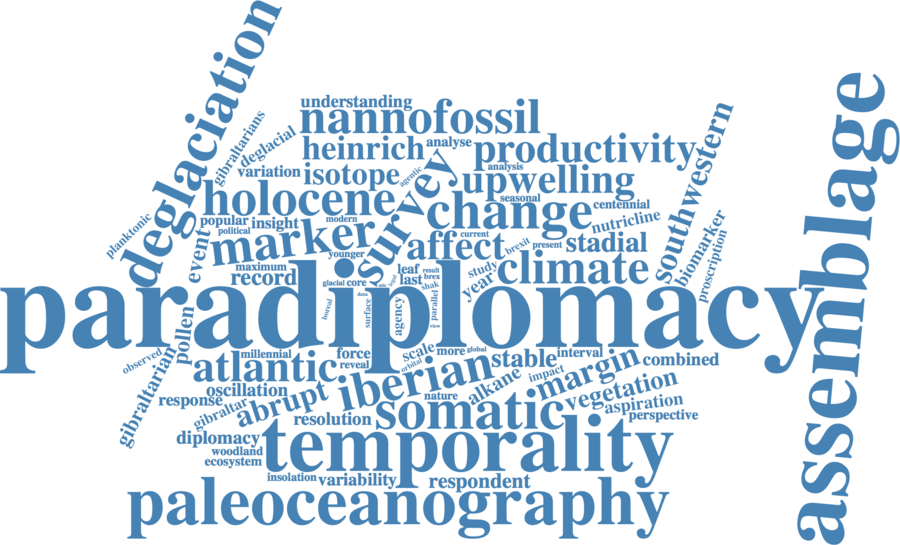 deglaciation
understanding
nannofossil
assemblage
gibraltarians
deglacial
heinrich
analyse
productivity
southwestern
variation
isotope
agentic
analysis
upwelling
survey
holocene
seasonal
centennial
change
planktonic
popular
insight
modern
nutricline
biomarker
event
political
marker
younger
affect
current
brexit
present
stadial
proscription
maximum
record
glacial
core
leaf
last
result
brex
shak
study
year
climate
paradiplomacy
boreal
surface
data
agency
parallel
view
pollen
observed
gibraltarian
atlantic
millennial
force
reveal
scale
orbital
more
global
stable
interval
combined
iberian
alkane
impact
margin
oscillation
response
gibraltar
abrupt
nature
somatic
vegetation
aspiration
resolution
perspective
diplomacy
woodland
ecosystem
temporality
insolation
variability
respondent
paleoceanography